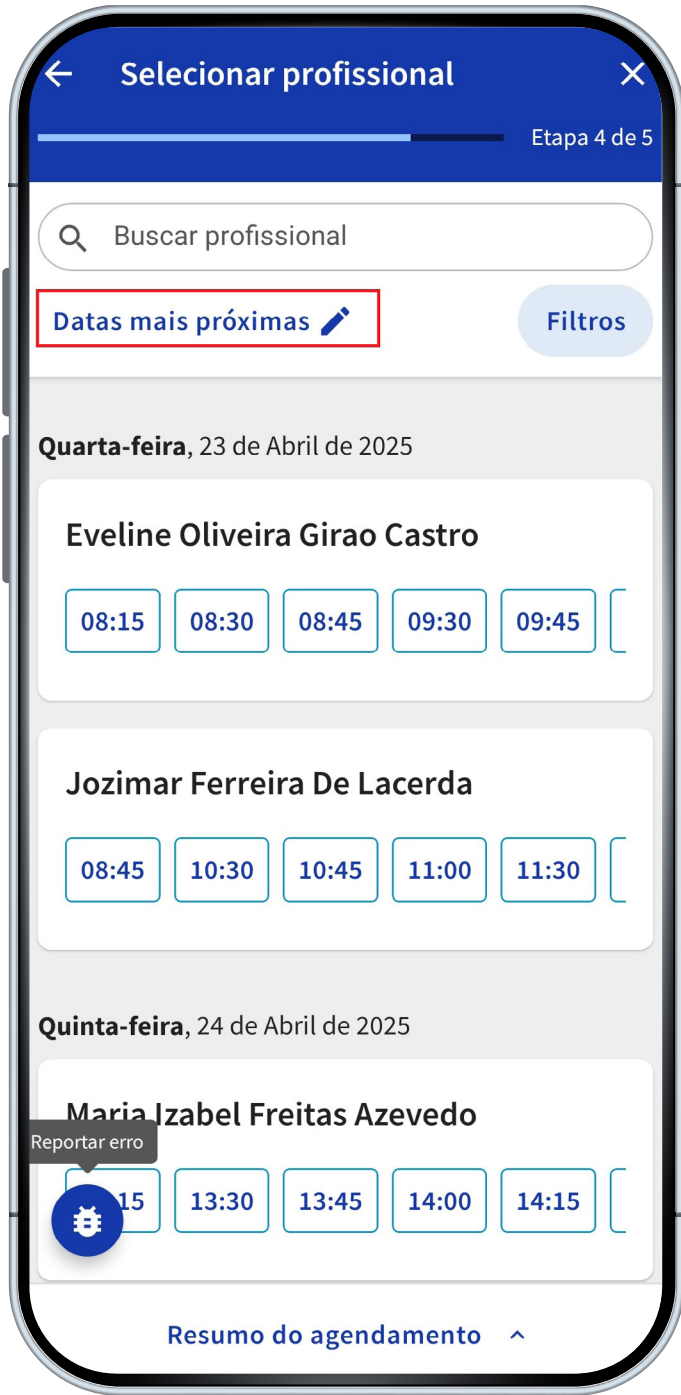 Selecionar profissional
Etapa 4 de 5
Buscar profissional
Datas mais próximas
Filtros
Quarta-feira, 23 de Abril de 2025
Eveline Oliveira Girao Castro
08:15 08:30 08:45 09:30 09:45
Jozimar Ferreira De Lacerda
08:45 10:30 10:45 11:00 11:30
Quinta-feira, 24 de Abril de 2025
Maria Izabel Freitas Azevedo
Reportar erro
15 13:30 13:45 14:00 14:15
Resumo do agendamento